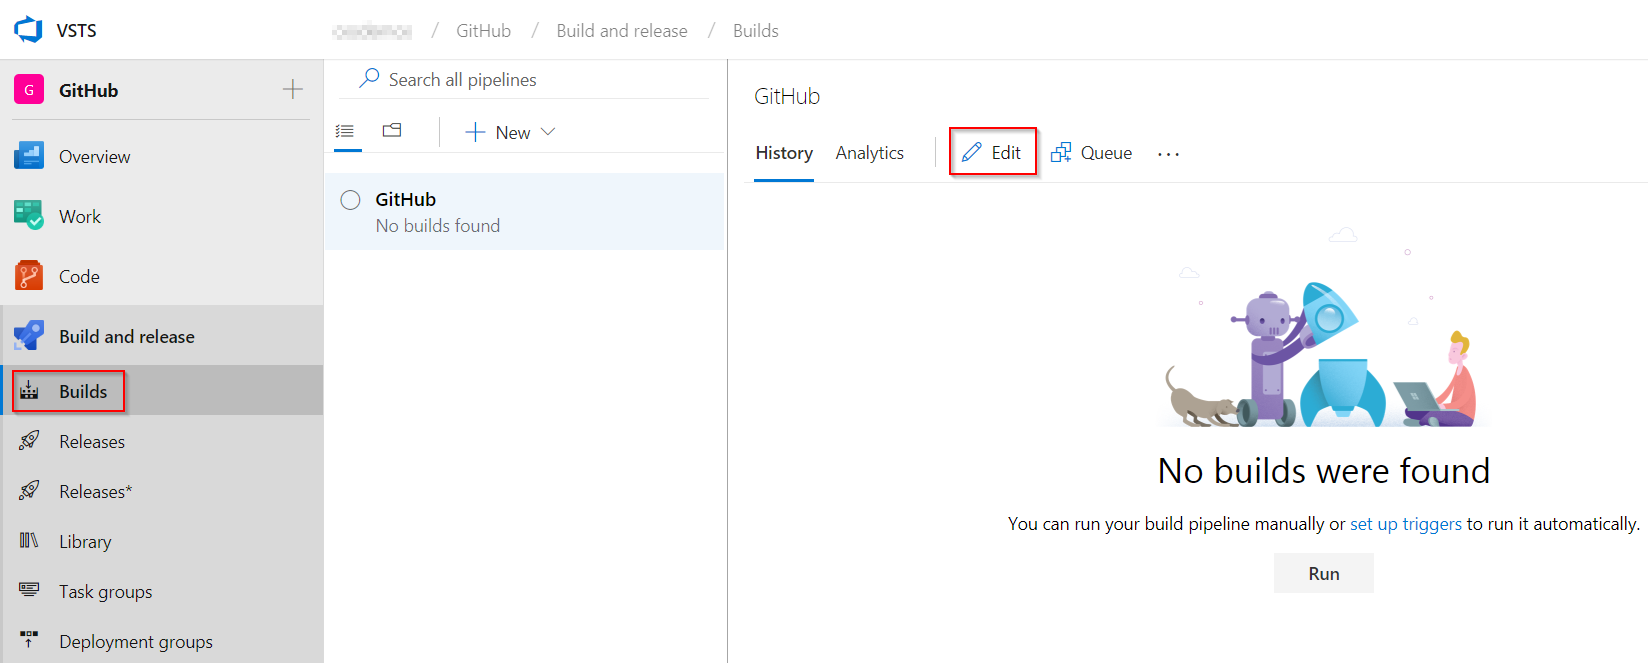 VSTS
/ GitHub / Build and release / Builds
G GitHub
Overview
Work
Code
Build and release
Builds
Releases
Releases*
Library
Task groups
Deployment groups
Search all pipelines
New
GitHub
No builds found
GitHub
History Analytics Edit Queue ...
No builds were found
You can run your build pipeline manually or set up triggers to run it automatically.
Run